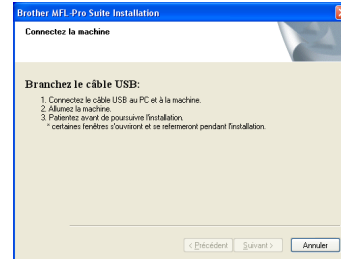 Brother MFL-Pro Suite Installation
Connectez la machine
Branchez le câble USB:
1. Connectez le câble USB au PC et à la machine.
2. Allumez la machine.
3. Patientez avant de poursuivre l'installation.
* certaines fenêtres s'ouvriront et se refermeront pendant l'installation.
< Précédent
Suivant >
Annuler